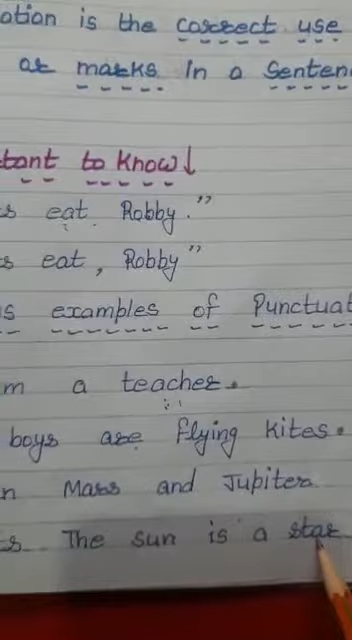 ation is the correct use
at marks in a Senten
tant to know↓
s eat. Robby."
s eat, Robby"
s examples of Punctuat
m a teacher.
boys are flying kites.
n Mars and Jupiter
s The sun is a star